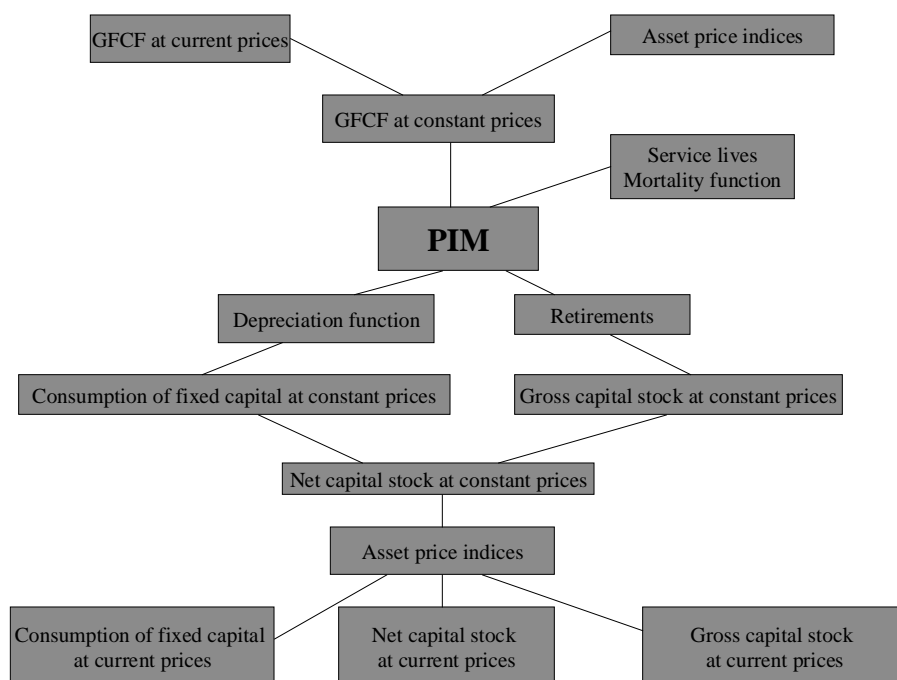 GFCF at current prices
Asset price indices
GFCF at constant prices
Service lives
Mortality function
PIM
Depreciation function
Retirements
Consumption of fixed capital at constant prices
Gross capital stock at constant prices
Net capital stock at constant prices
Asset price indices
Consumption of fixed capital
at current prices
Net capital stock
at current prices
Gross capital stock
at current prices